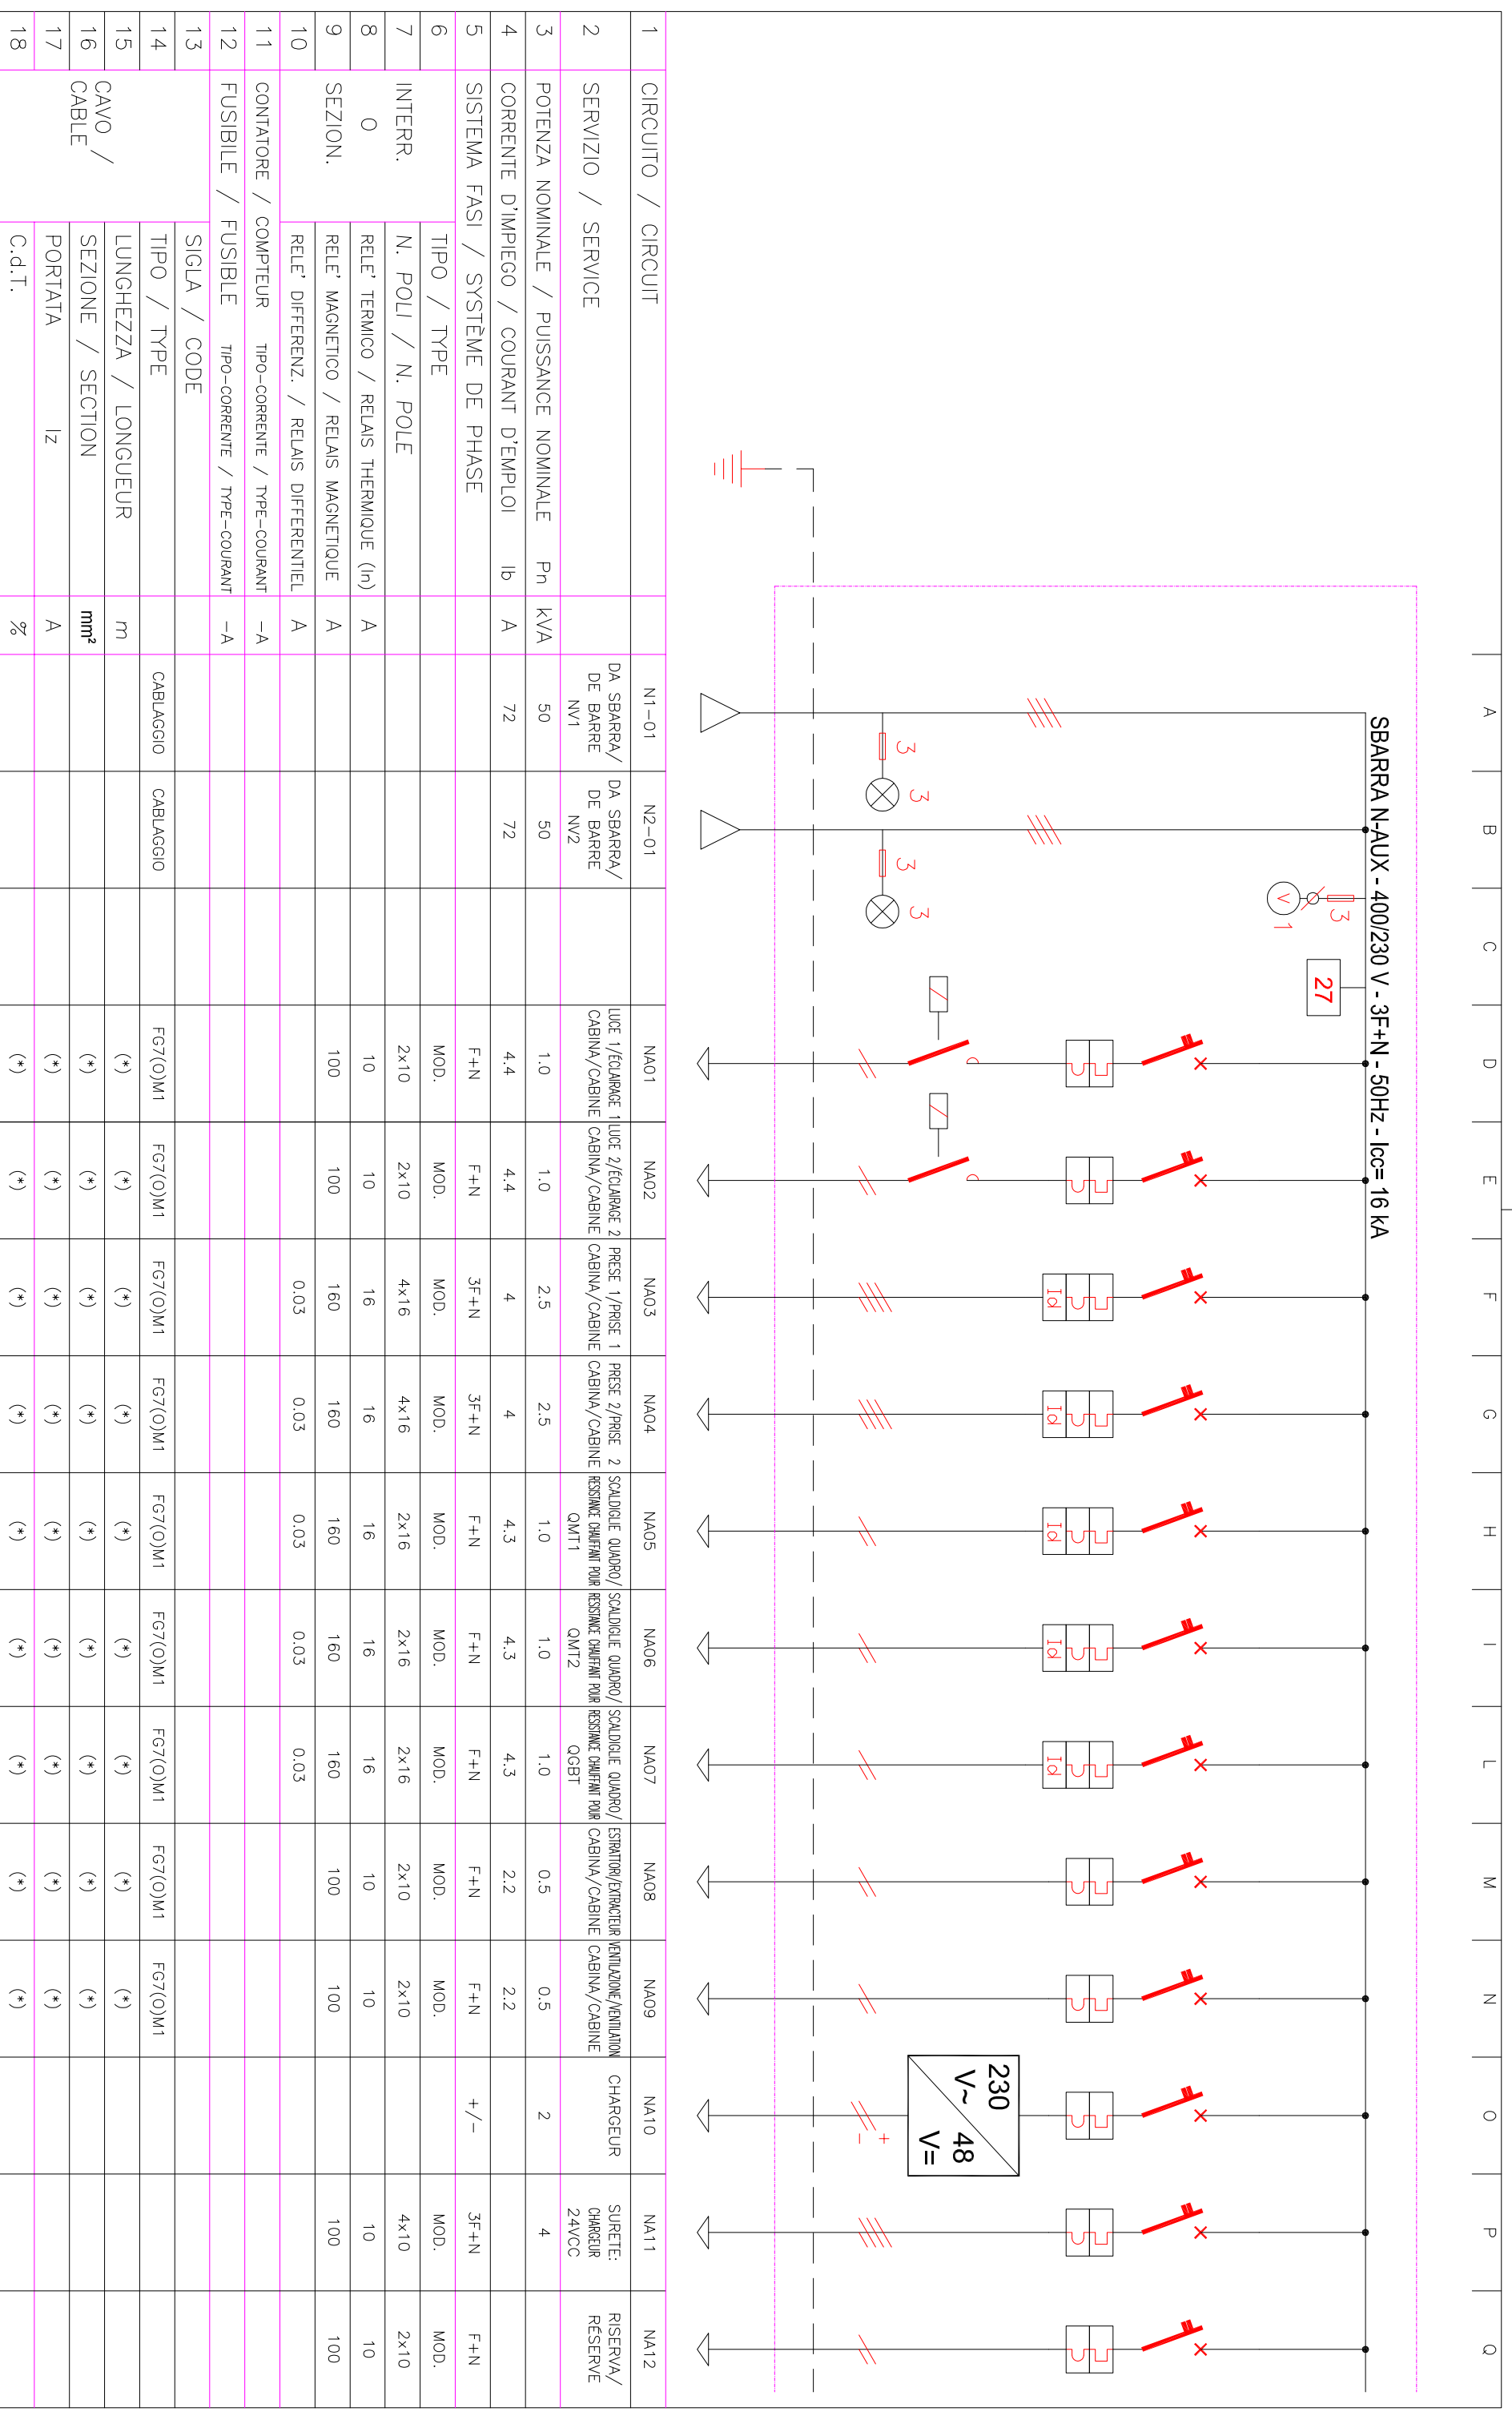 A B C D E F G H I L M N O P Q
SBARRA N-AUX - 400/230 V - 3F+N - 50Hz - Icc= 16 kA
3
V
1
27
3
3
3
3
Id Id Id Id Id
230
V~
48
V=
+
−
1 CIRCUITO / CIRCUIT N1-01 N2-01 NA01 NA02 NA03 NA04 NA05 NA06 NA07 NA08 NA09 NA10 NA11 NA12
2 SERVIZIO / SERVICE
DA SBARRA/
DE BARRE
NV1
DA SBARRA/
DE BARRE
NV2
LUCE 1/ÉCLAIRAGE 1
CABINA/CABINE
LUCE 2/ÉCLAIRAGE 2
CABINA/CABINE
PRESE 1/PRISE 1
CABINA/CABINE
PRESE 2/PRISE 2
CABINA/CABINE
SCALDIGLIE QUADRO/
RESISTANCE CHAUFFANT POUR
QMT1
SCALDIGLIE QUADRO/
RESISTANCE CHAUFFANT POUR
QMT2
SCALDIGLIE QUADRO/
RESISTANCE CHAUFFANT POUR
QGBT
ESTRATTORI/EXTRACTEUR
CABINA/CABINE
VENTILAZIONE/VENTILATION
CABINA/CABINE
CHARGEUR
SURETE:
CHARGEUR
24VCC
RISERVA/
RÉSERVE
3 POTENZA NOMINALE / PUISSANCE NOMINALE Pn kVA 50 50 1.0 1.0 2.5 2.5 1.0 1.0 1.0 0.5 0.5 2 4
4 CORRENTE D'IMPIEGO / COURANT D'EMPLOI Ib A 72 72 4.4 4.4 4 4 4.3 4.3 4.3 2.2 2.2
5 SISTEMA FASI / SYSTÈME DE PHASE F+N F+N 3F+N 3F+N F+N F+N F+N F+N F+N +/- 3F+N F+N
INTERR.
O
SEZION.
6 TIPO / TYPE MOD. MOD. MOD. MOD. MOD. MOD. MOD. MOD. MOD. MOD. MOD.
7 N. POLI / N. POLE 2x10 2x10 4x16 4x16 2x16 2x16 2x16 2x10 2x10 4x10 2x10
8 RELE' TERMICO / RELAIS THERMIQUE (In) A 10 10 16 16 16 16 16 10 10 10 10
9 RELE' MAGNETICO / RELAIS MAGNETIQUE A 100 100 160 160 160 160 160 100 100 100 100
10 RELE' DIFFERENZ. / RELAIS DIFFERENTIEL A 0.03 0.03 0.03 0.03 0.03
11 CONTATORE / COMPTEUR TIPO-CORRENTE / TYPE-COURANT -A
12 FUSIBILE / FUSIBLE TIPO-CORRENTE / TYPE-COURANT -A
CAVO /
CABLE
13 SIGLA / CODE
14 TIPO / TYPE CABLAGGIO CABLAGGIO FG7(O)M1 FG7(O)M1 FG7(O)M1 FG7(O)M1 FG7(O)M1 FG7(O)M1 FG7(O)M1 FG7(O)M1 FG7(O)M1
15 LUNGHEZZA / LONGUEUR m (*) (*) (*) (*) (*) (*) (*) (*) (*)
16 SEZIONE / SECTION mm² (*) (*) (*) (*) (*) (*) (*) (*) (*)
17 PORTATA Iz A (*) (*) (*) (*) (*) (*) (*) (*) (*)
18 C.d.T. % (*) (*) (*) (*) (*) (*) (*) (*) (*)